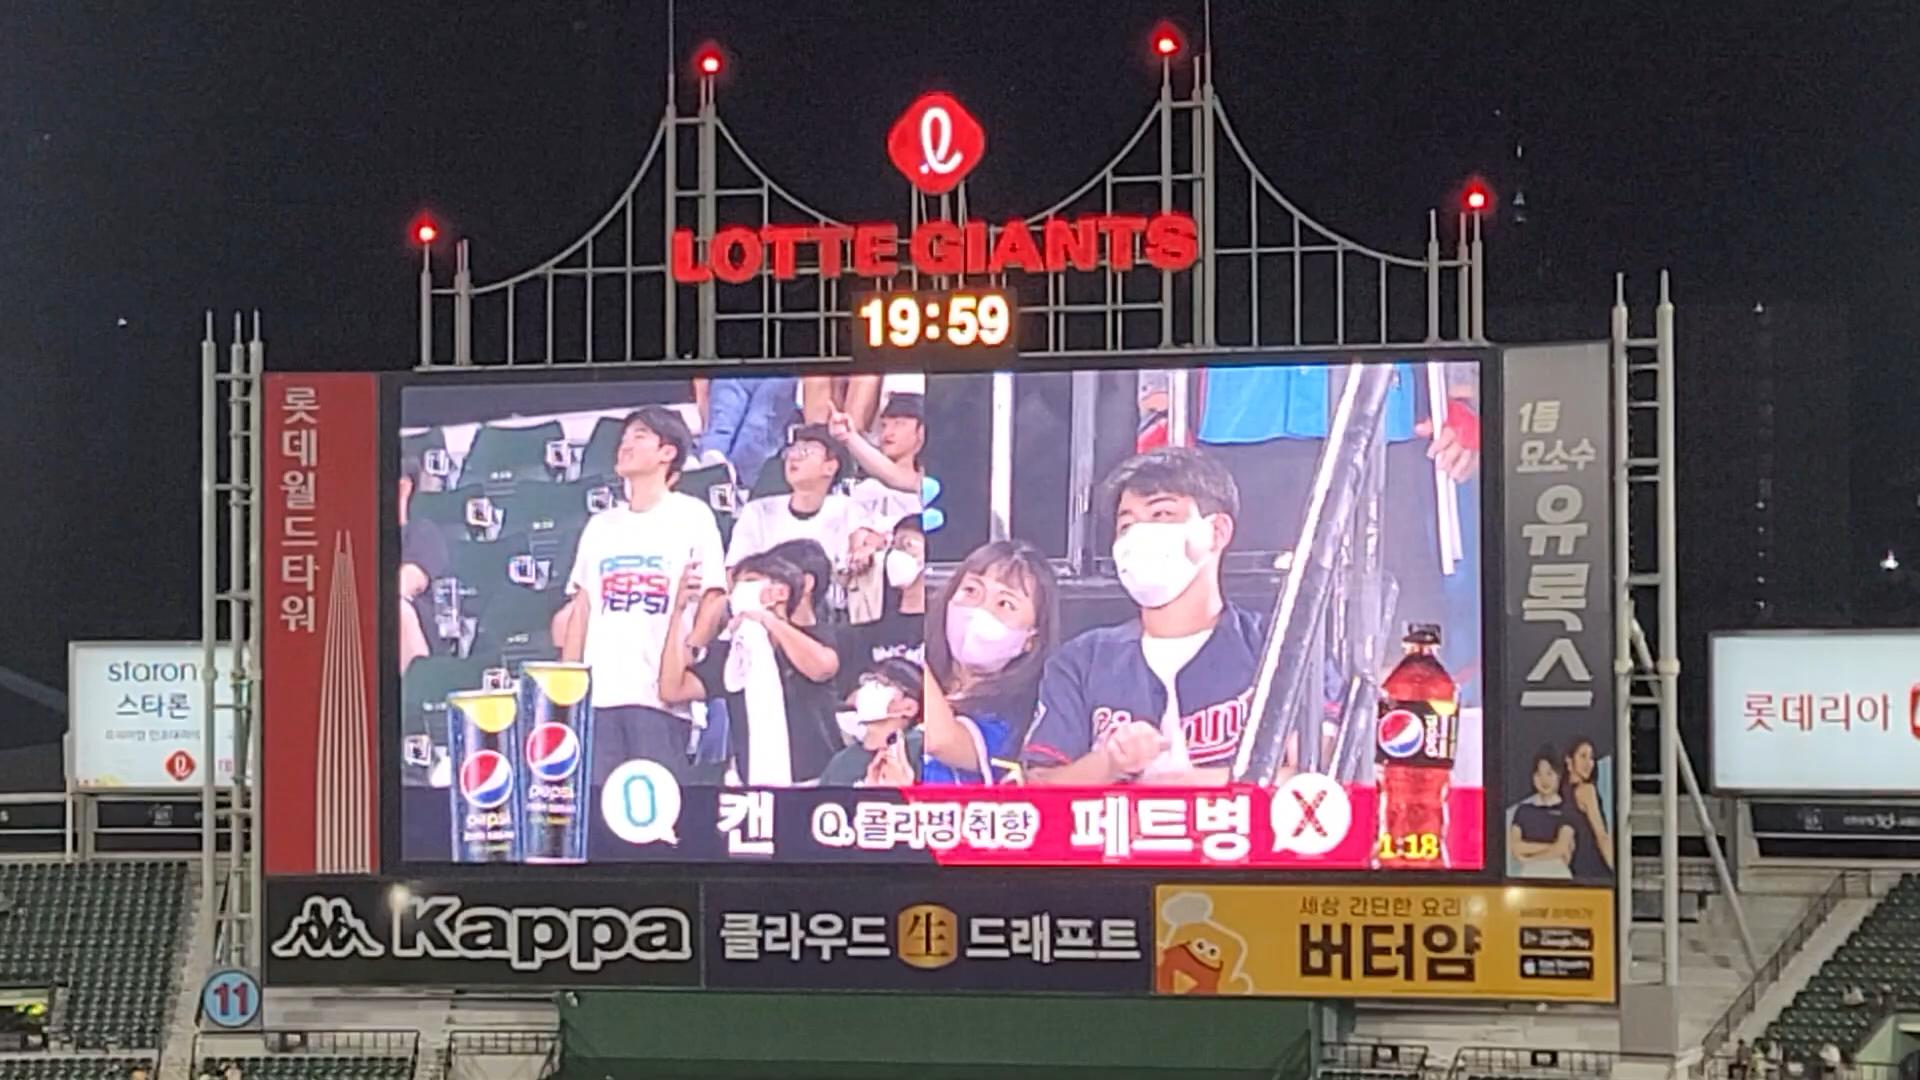 LOTTE GIANTS
19:59
롯데월드타워
1등
요소수
유록스
staron
스타론
롯데리아
PEPSI
PEPSI
PEPSI
pepsi
pepsi
pepsi
O 캔 Q.콜라병 취향 페트병 X
1:18
Kappa
클라우드 生 드래프트
세상 간단한 요리
버터얌
11